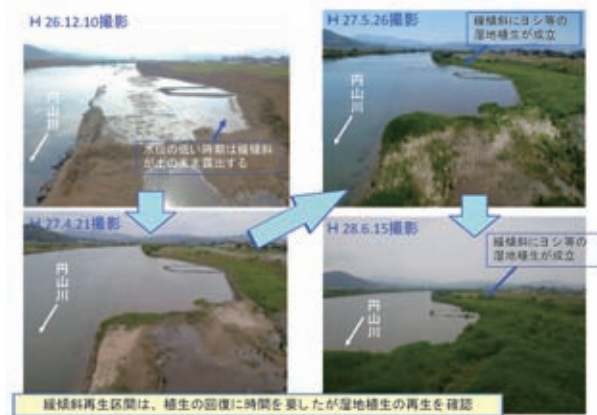 H 26.12.10撮影
円山川
水位の低い時期は緩傾斜
が土のまま露出する
H 27.4.21撮影
円山川
H 27.5.26撮影
緩傾斜にヨシ等の
湿地植生が成立
円山川
H 28.6.15撮影
緩傾斜にヨシ等の
湿地植生が成立
円山川
緩傾斜再生区間は、植生の回復に時間を要したが湿地植生の再生を確認